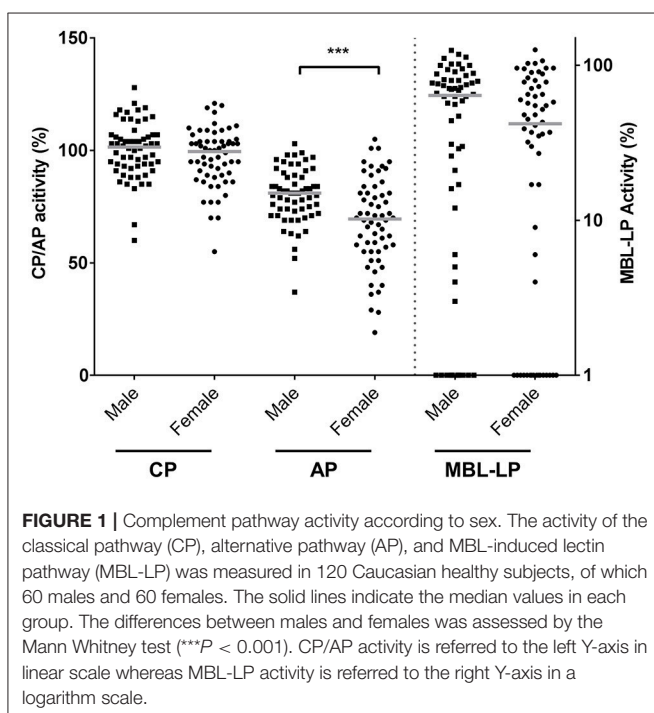 150
100
50
0
CP/AP acitivity (%)
***
100
10
1
MBL-LP Activity (%)
Male
Female
Male
Female
Male
Female
CP
AP
MBL-LP
FIGURE 1 | Complement pathway activity according to sex. The activity of the
classical pathway (CP), alternative pathway (AP), and MBL-induced lectin
pathway (MBL-LP) was measured in 120 Caucasian healthy subjects, of which
60 males and 60 females. The solid lines indicate the median values in each
group. The differences between males and females was assessed by the
Mann Whitney test (***P < 0.001). CP/AP activity is referred to the left Y-axis in
linear scale whereas MBL-LP activity is referred to the right Y-axis in a
logarithm scale.